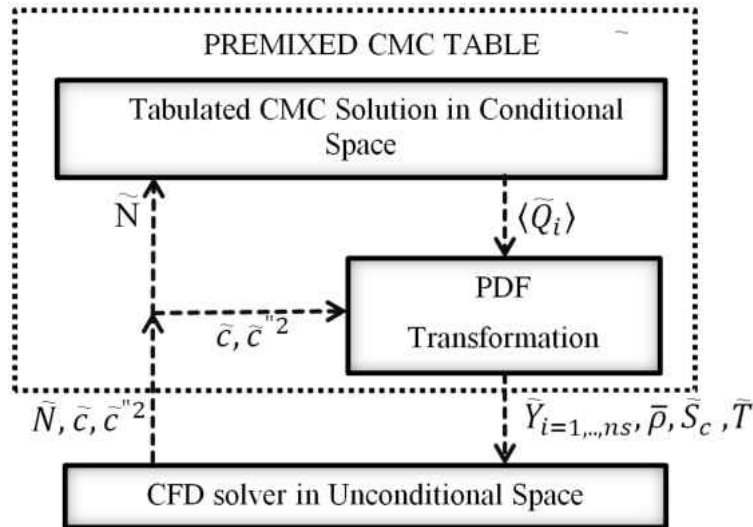 PREMIXED CMC TABLE
Tabulated CMC Solution in Conditional
Space
Ñ
⟨Q̃ᵢ⟩
PDF
Transformation
c̃, c̃"²
Ñ, c̃, c̃"²
Ỹᵢ₌₁,..,ₙₛ, ρ̅, S̃_c , T̃
CFD solver in Unconditional Space